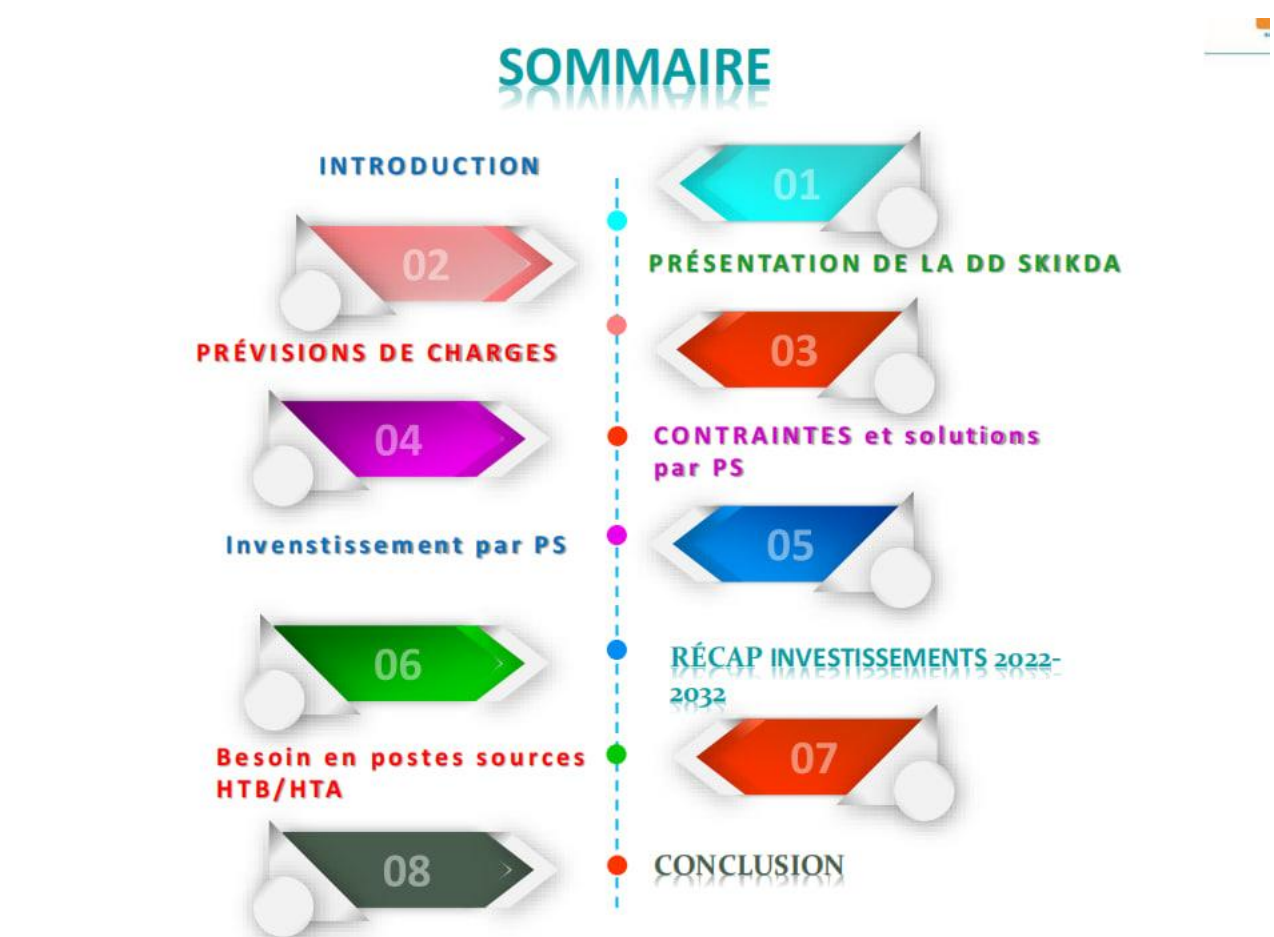 SOMMAIRE
INTRODUCTION
01
02
PRÉSENTATION DE LA DD SKIKDA
PRÉVISIONS DE CHARGES
03
04
CONTRAINTES et solutions
par PS
Invenstissement par PS
05
06
RÉCAP INVESTISSEMENTS 2022-
2032
Besoin en postes sources
HTB/HTA
07
08
CONCLUSION